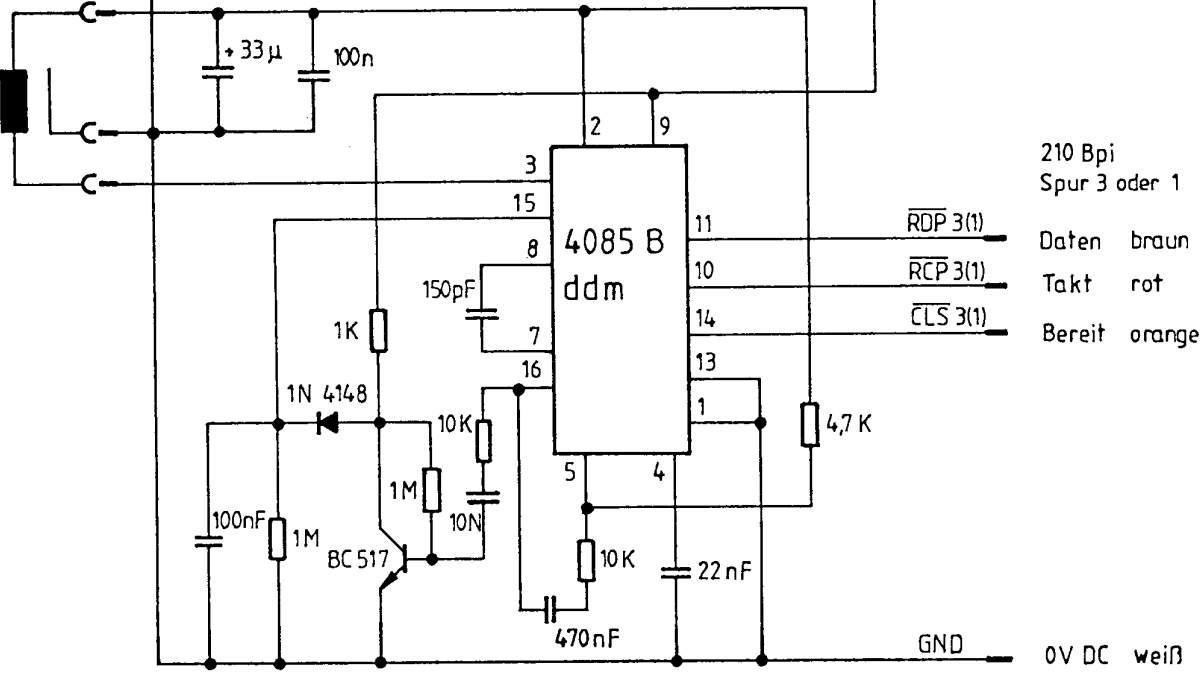 + 33µ
100n
2
9
210 Bpi
Spur 3 oder 1
3
15
8
150pF
7
16
4085 B
ddm
11
RDP 3(1)
Daten braun
10
RCP 3(1)
Takt rot
14
CLS 3(1)
Bereit orange
13
1
1K
1N 4148
10K
4,7 K
5
4
1M
10N
100nF
1M
BC 517
10K
22nF
470nF
GND
0V DC weiß